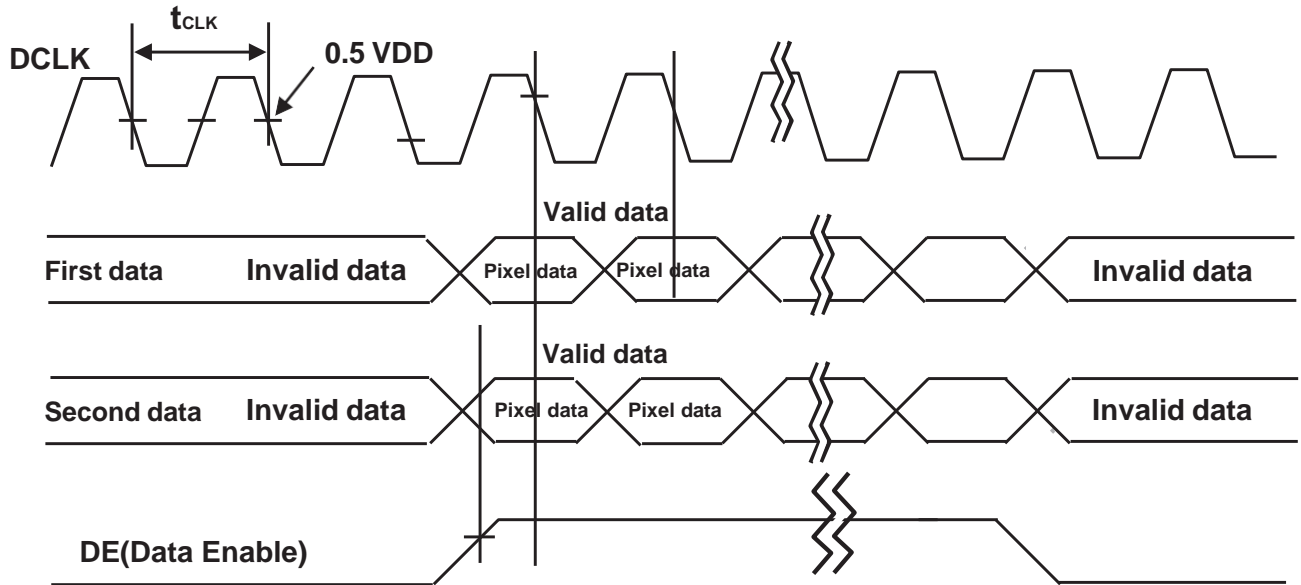 tCLK
DCLK
0.5 VDD
Valid data
First data
Invalid data
Pixel data
Pixel data
Invalid data
Valid data
Second data
Invalid data
Pixel data
Pixel data
Invalid data
DE(Data Enable)